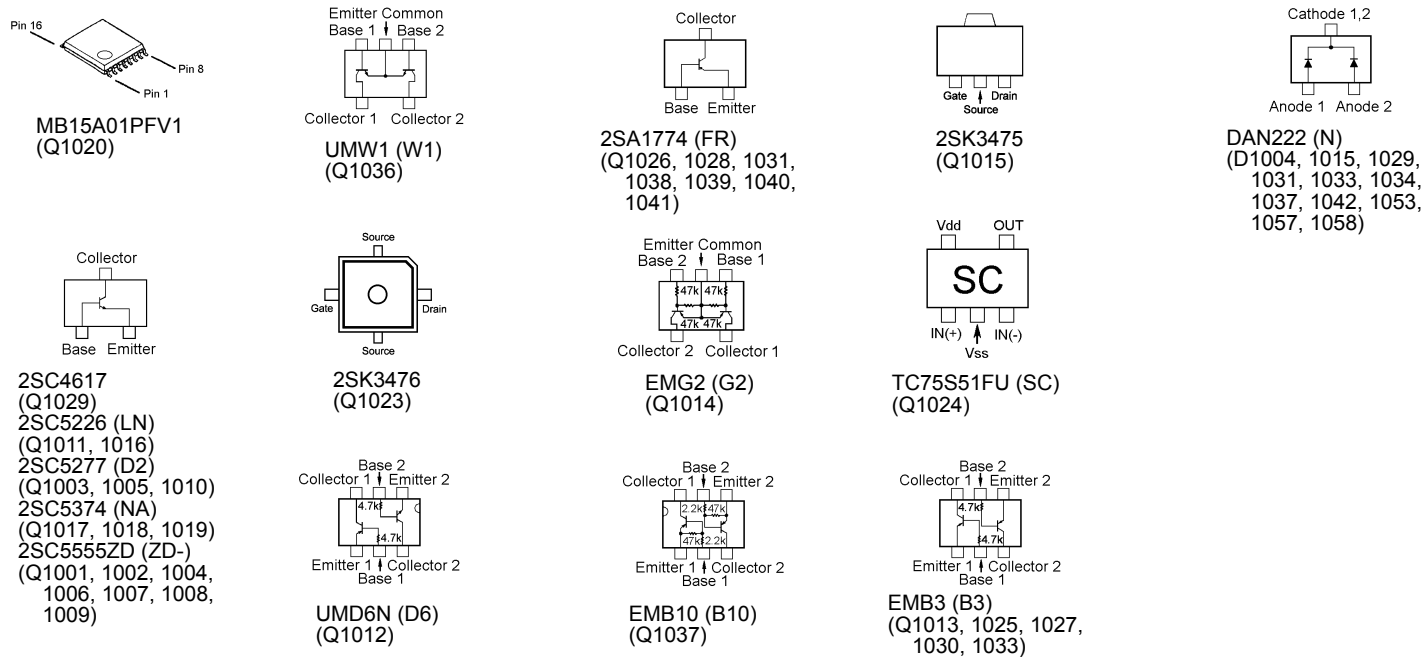 Pin 16
Pin 8
Pin 1
MB15A01PFV1
(Q1020)
Emitter Common
Base 1 Base 2
Collector 1 Collector 2
UMW1 (W1)
(Q1036)
Collector
Base Emitter
2SA1774 (FR)
(Q1026, 1028, 1031,
1038, 1039, 1040,
1041)
Gate Drain
Source
2SK3475
(Q1015)
Cathode 1,2
Anode 1 Anode 2
DAN222 (N)
(D1004, 1015, 1029,
1031, 1033, 1034,
1037, 1042, 1053,
1057, 1058)
Collector
Base Emitter
2SC4617
(Q1029)
2SC5226 (LN)
(Q1011, 1016)
2SC5277 (D2)
(Q1003, 1005, 1010)
2SC5374 (NA)
(Q1017, 1018, 1019)
2SC5555ZD (ZD-)
(Q1001, 1002, 1004,
1006, 1007, 1008,
1009)
Source
Gate Drain
Source
2SK3476
(Q1023)
Emitter Common
Base 2 Base 1
47k 47k
47k 47k
Collector 2 Collector 1
EMG2 (G2)
(Q1014)
Vdd OUT
SC
IN(+) IN(-)
Vss
TC75S51FU (SC)
(Q1024)
Base 2
Collector 1 Emitter 2
4.7k
4.7k
Emitter 1 Collector 2
Base 1
UMD6N (D6)
(Q1012)
Base 2
Collector 1 Emitter 2
2.2k 47k
47k 2.2k
Emitter 1 Collector 2
Base 1
EMB10 (B10)
(Q1037)
Base 2
Collector 1 Emitter 2
4.7k
4.7k
Emitter 1 Collector 2
Base 1
EMB3 (B3)
(Q1013, 1025, 1027,
1030, 1033)